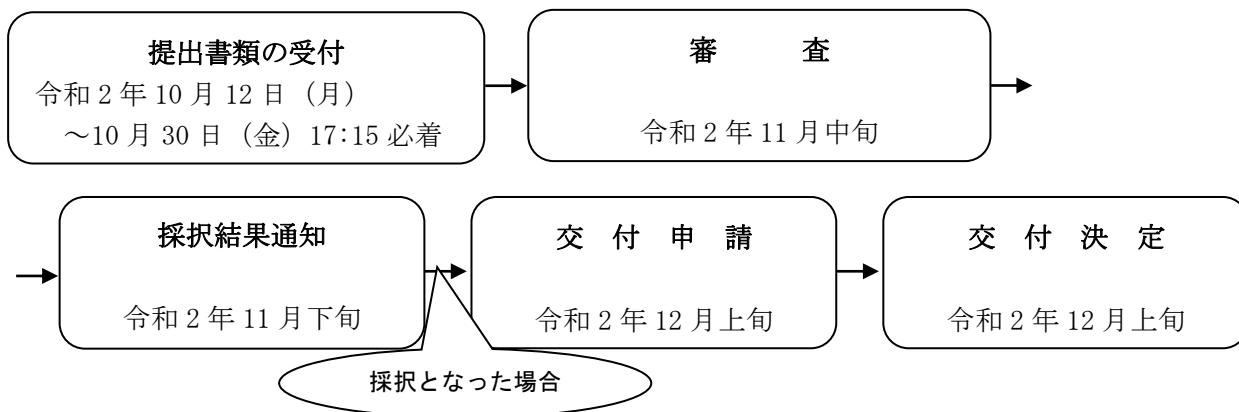 提出書類の受付
令和2年10月12日（月）
～10月30日（金）17:15必着
審　査
令和2年11月中旬
採択結果通知
令和2年11月下旬
交　付　申　請
令和2年12月上旬
交　付　決　定
令和2年12月上旬
採択となった場合